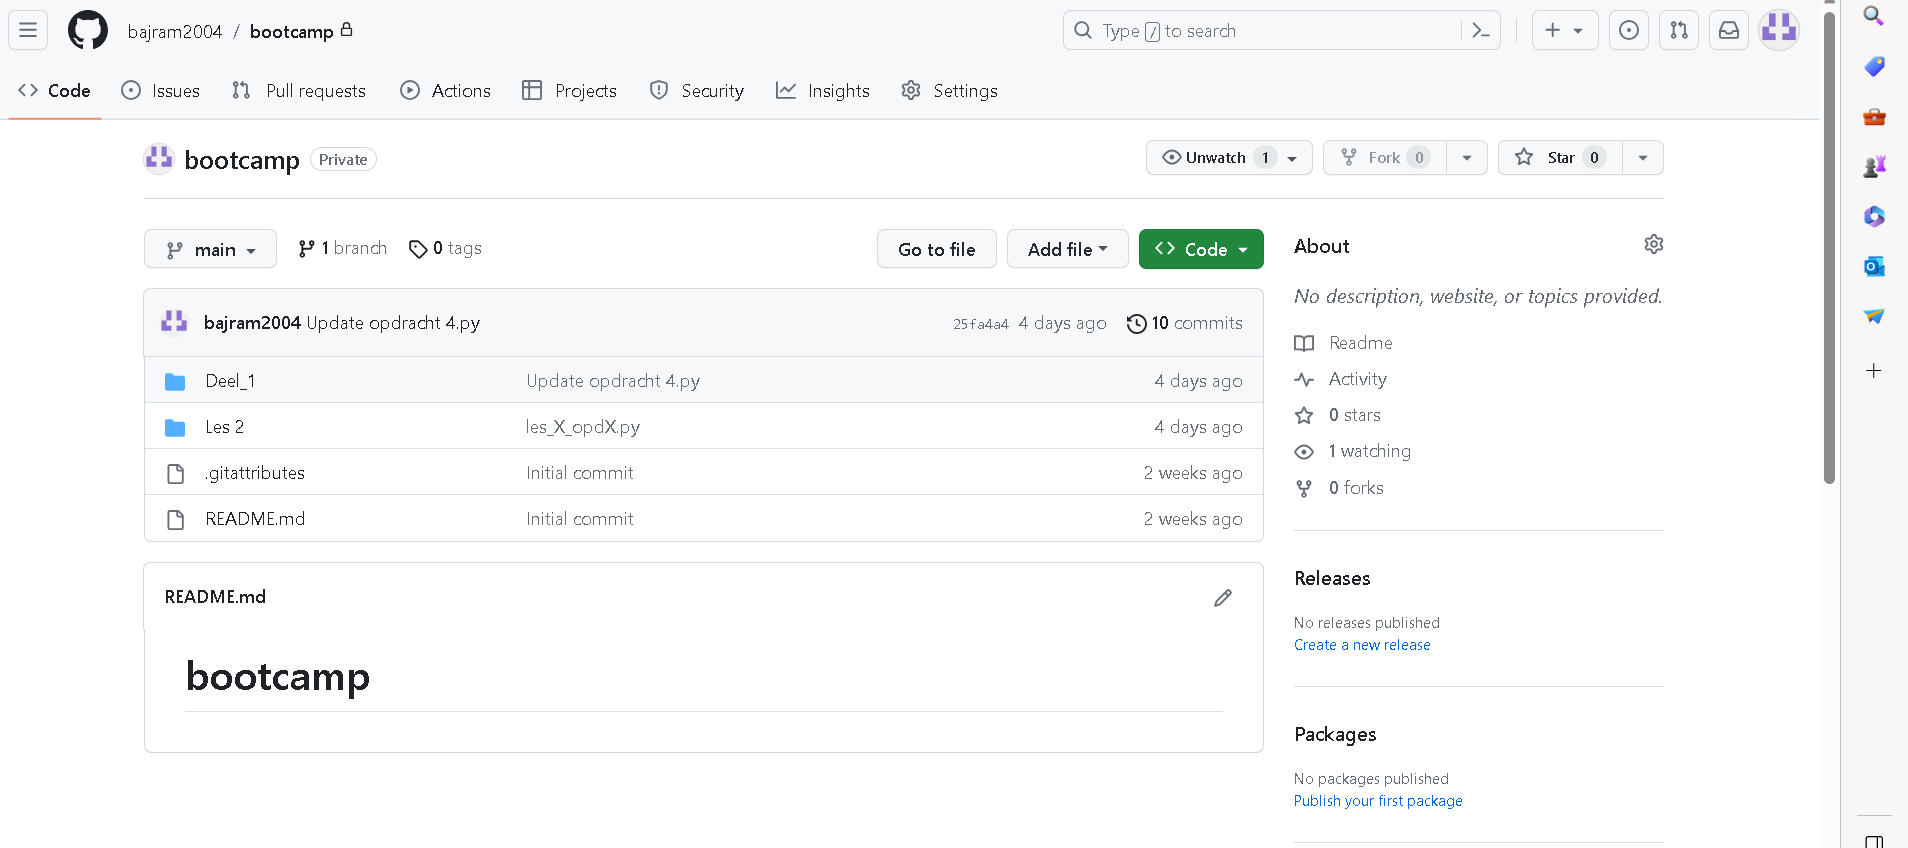 bajram2004 / bootcamp
Type / to search
Code Issues Pull requests Actions Projects Security Insights Settings
bootcamp Private
Unwatch 1 Fork 0 Star 0
main 1 branch 0 tags Go to file Add file Code
bajram2004 Update opdracht 4.py 25fa4a4 4 days ago 10 commits
Deel_1 Update opdracht 4.py 4 days ago
Les 2 les_X_opdX.py 4 days ago
.gitattributes Initial commit 2 weeks ago
README.md Initial commit 2 weeks ago
README.md
bootcamp
About
No description, website, or topics provided.
Readme
Activity
0 stars
1 watching
0 forks
Releases
No releases published
Create a new release
Packages
No packages published
Publish your first package